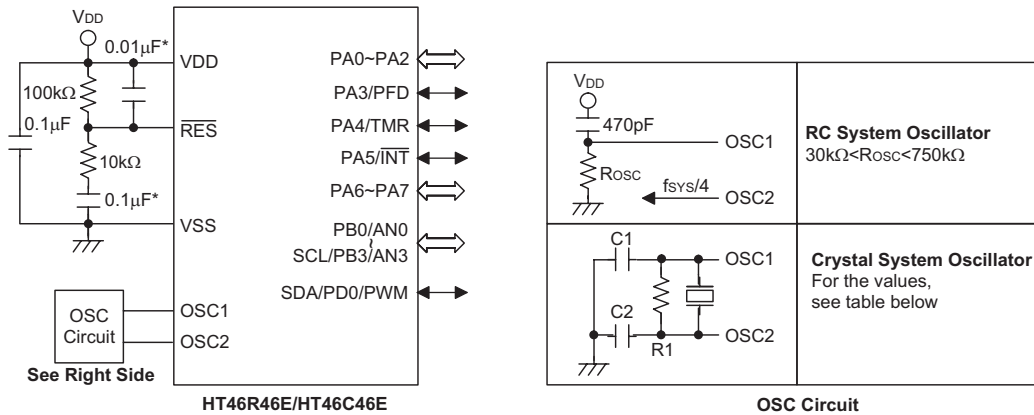 VDD
0.01μF*
VDD
100kΩ
0.1μF
RES
10kΩ
0.1μF*
VSS
OSC
Circuit
OSC1
OSC2
See Right Side
PA0~PA2
PA3/PFD
PA4/TMR
PA5/INT
PA6~PA7
PB0/AN0
~
SCL/PB3/AN3
SDA/PD0/PWM
HT46R46E/HT46C46E
VDD
470pF
OSC1
ROSC
fSYS/4
OSC2
RC System Oscillator
30kΩ<ROSC<750kΩ
C1
OSC1
C2
R1
OSC2
Crystal System Oscillator
For the values,
see table below
OSC Circuit